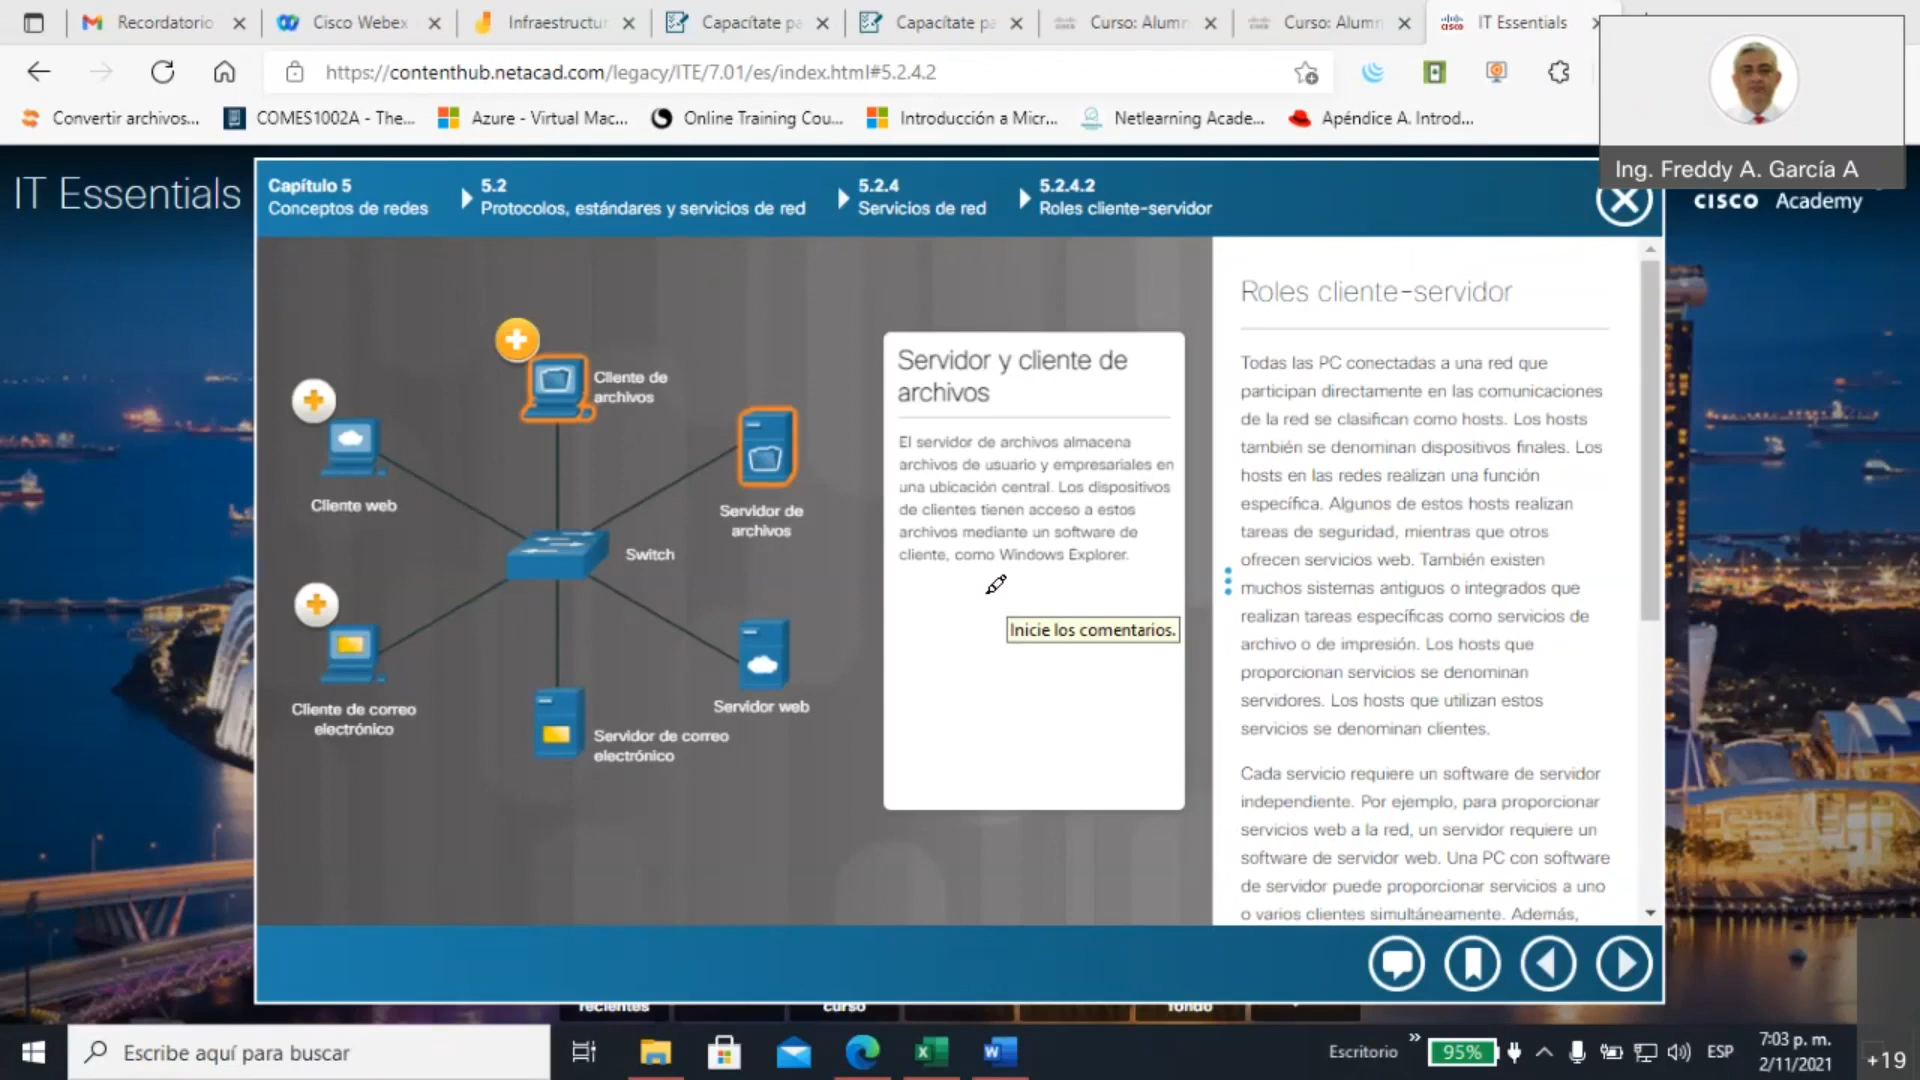 Recordatorio
Cisco Webex
Infraestructur
Capacítate pa
Capacítate pa
Curso: Alumn
Curso: Alumn
IT Essentials
https://contenthub.netacad.com/legacy/ITE/7.01/es/index.html#5.2.4.2
Convertir archivos...
COMES1002A - The...
Azure - Virtual Mac...
Online Training Cou...
Introducción a Micr...
Netlearning Acade...
Apéndice A. Introd...
Ing. Freddy A. García A
IT Essentials
Capítulo 5
Conceptos de redes
5.2
Protocolos, estándares y servicios de red
5.2.4
Servicios de red
5.2.4.2
Roles cliente-servidor
CISCO Academy
Cliente de
archivos
Cliente web
Servidor de
archivos
Switch
Cliente de correo
electrónico
Servidor web
Servidor de correo
electrónico
Servidor y cliente de
archivos
El servidor de archivos almacena
archivos de usuario y empresariales en
una ubicación central. Los dispositivos
de clientes tienen acceso a estos
archivos mediante un software de
cliente, como Windows Explorer.
Inicie los comentarios.
Roles cliente-servidor
Todas las PC conectadas a una red que
participan directamente en las comunicaciones
de la red se clasifican como hosts. Los hosts
también se denominan dispositivos finales. Los
hosts en las redes realizan una función
específica. Algunos de estos hosts realizan
tareas de seguridad, mientras que otros
ofrecen servicios web. También existen
muchos sistemas antiguos o integrados que
realizan tareas específicas como servicios de
archivo o de impresión. Los hosts que
proporcionan servicios se denominan
servidores. Los hosts que utilizan estos
servicios se denominan clientes.
Cada servicio requiere un software de servidor
independiente. Por ejemplo, para proporcionar
servicios web a la red, un servidor requiere un
software de servidor web. Una PC con software
de servidor puede proporcionar servicios a uno
o varios clientes simultáneamente. Además,
recientes
curso
fondo
Escribe aquí para buscar
Escritorio
95%
ESP
7:03 p. m.
2/11/2021
+19